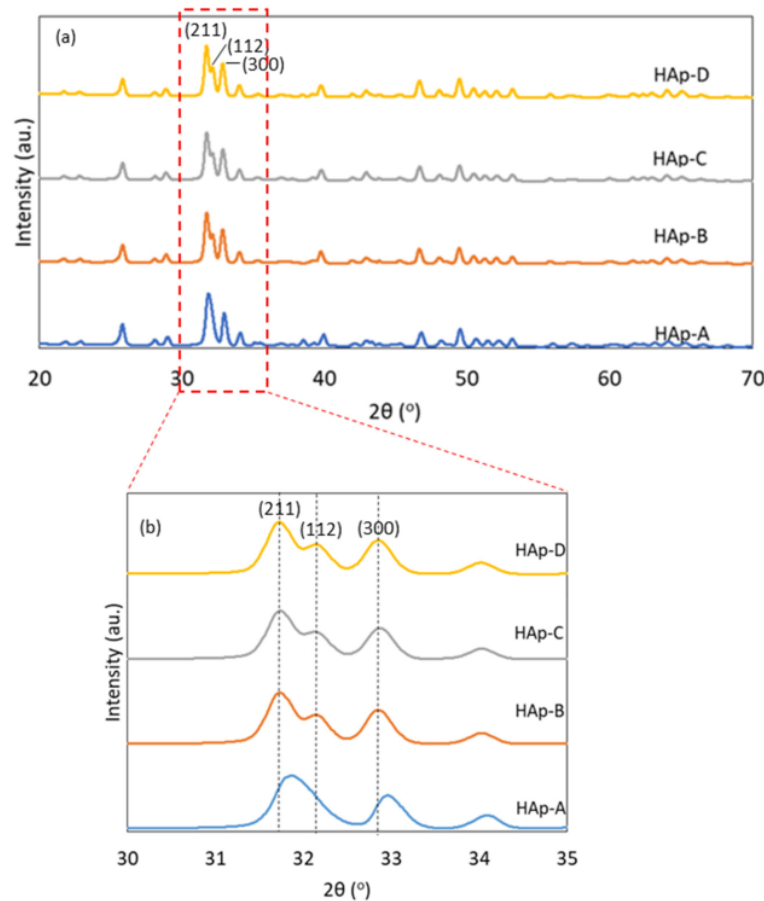 (a)
(211)
(112)
(300)
HAp-D
HAp-C
HAp-B
HAp-A
Intensity (au.)
20 30 40 50 60 70
2θ (°)
(b)
(211)
(112)
(300)
HAp-D
HAp-C
HAp-B
HAp-A
Intensity (au.)
30 31 32 33 34 35
2θ (°)